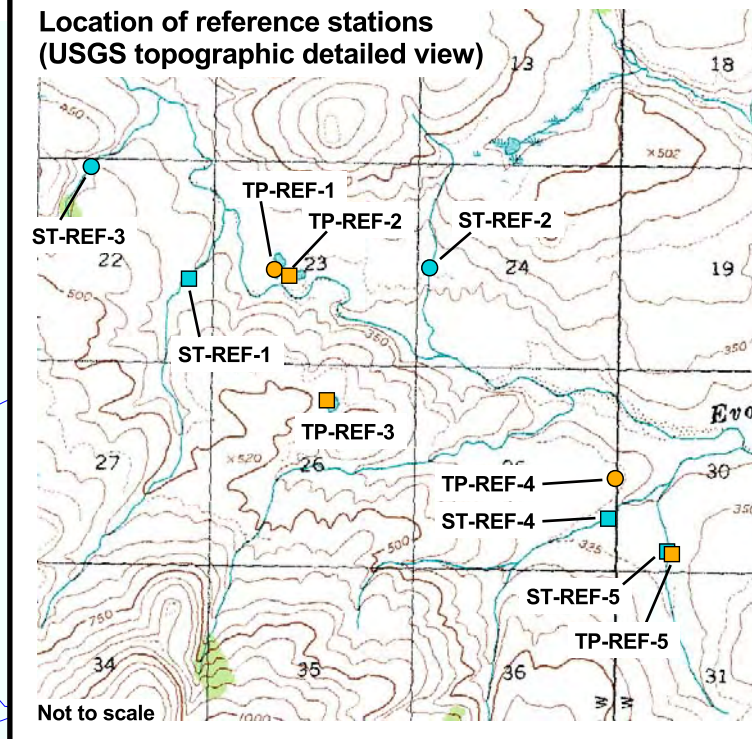 Location of reference stations
(USGS topographic detailed view)
13
18
450
×502
TP-REF-1
TP-REF-2
ST-REF-2
ST-REF-3
22
23
24
19
500
ST-REF-1
350
350
TP-REF-3
Evo
27
×520
26
30
TP-REF-4
ST-REF-4
350
500
335
ST-REF-5
750
TP-REF-5
34
35
36
31
W
W
Not to scale
1000